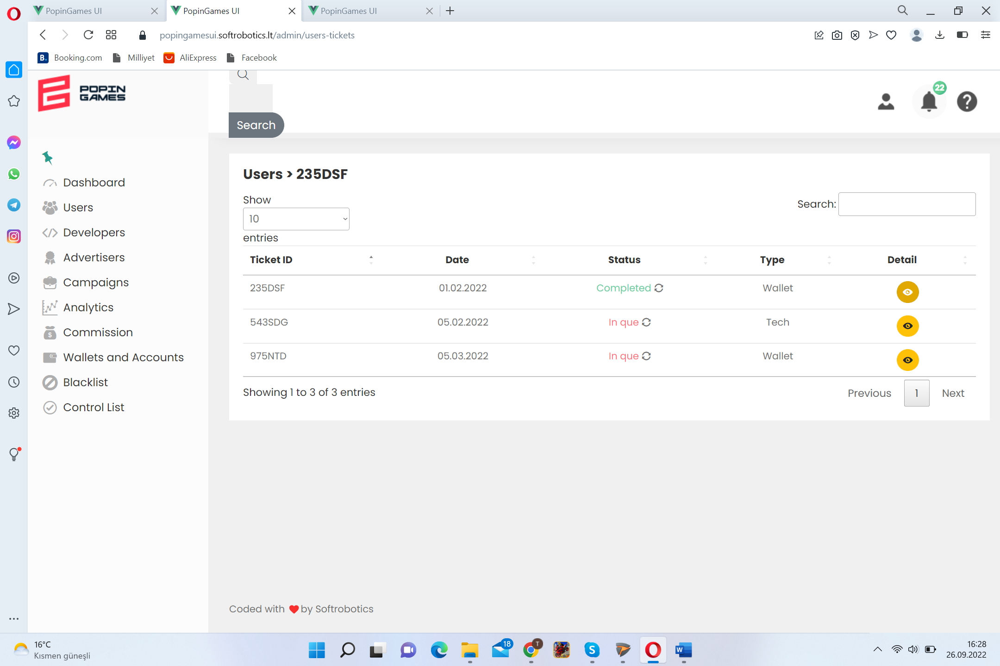 PopinGames UI
PopinGames UI
PopinGames UI
popingamesui.softrobotics.lt/admin/users-tickets
B. Booking.com Milliyet AliExpress Facebook
POPIN
GAMES
22
Search
Dashboard
Users
Developers
Advertisers
Campaigns
Analytics
Commission
Wallets and Accounts
Blacklist
Control List
Users > 235DSF
Show
10
entries
Search:
Ticket ID Date Status Type Detail
235DSF 01.02.2022 Completed Wallet
543SDG 05.02.2022 In que Tech
975NTD 05.03.2022 In que Wallet
Showing 1 to 3 of 3 entries
Previous 1 Next
Coded with by Softrobotics
16°C
Kısmen güneşli
18
T
S
W
16:28
26.09.2022